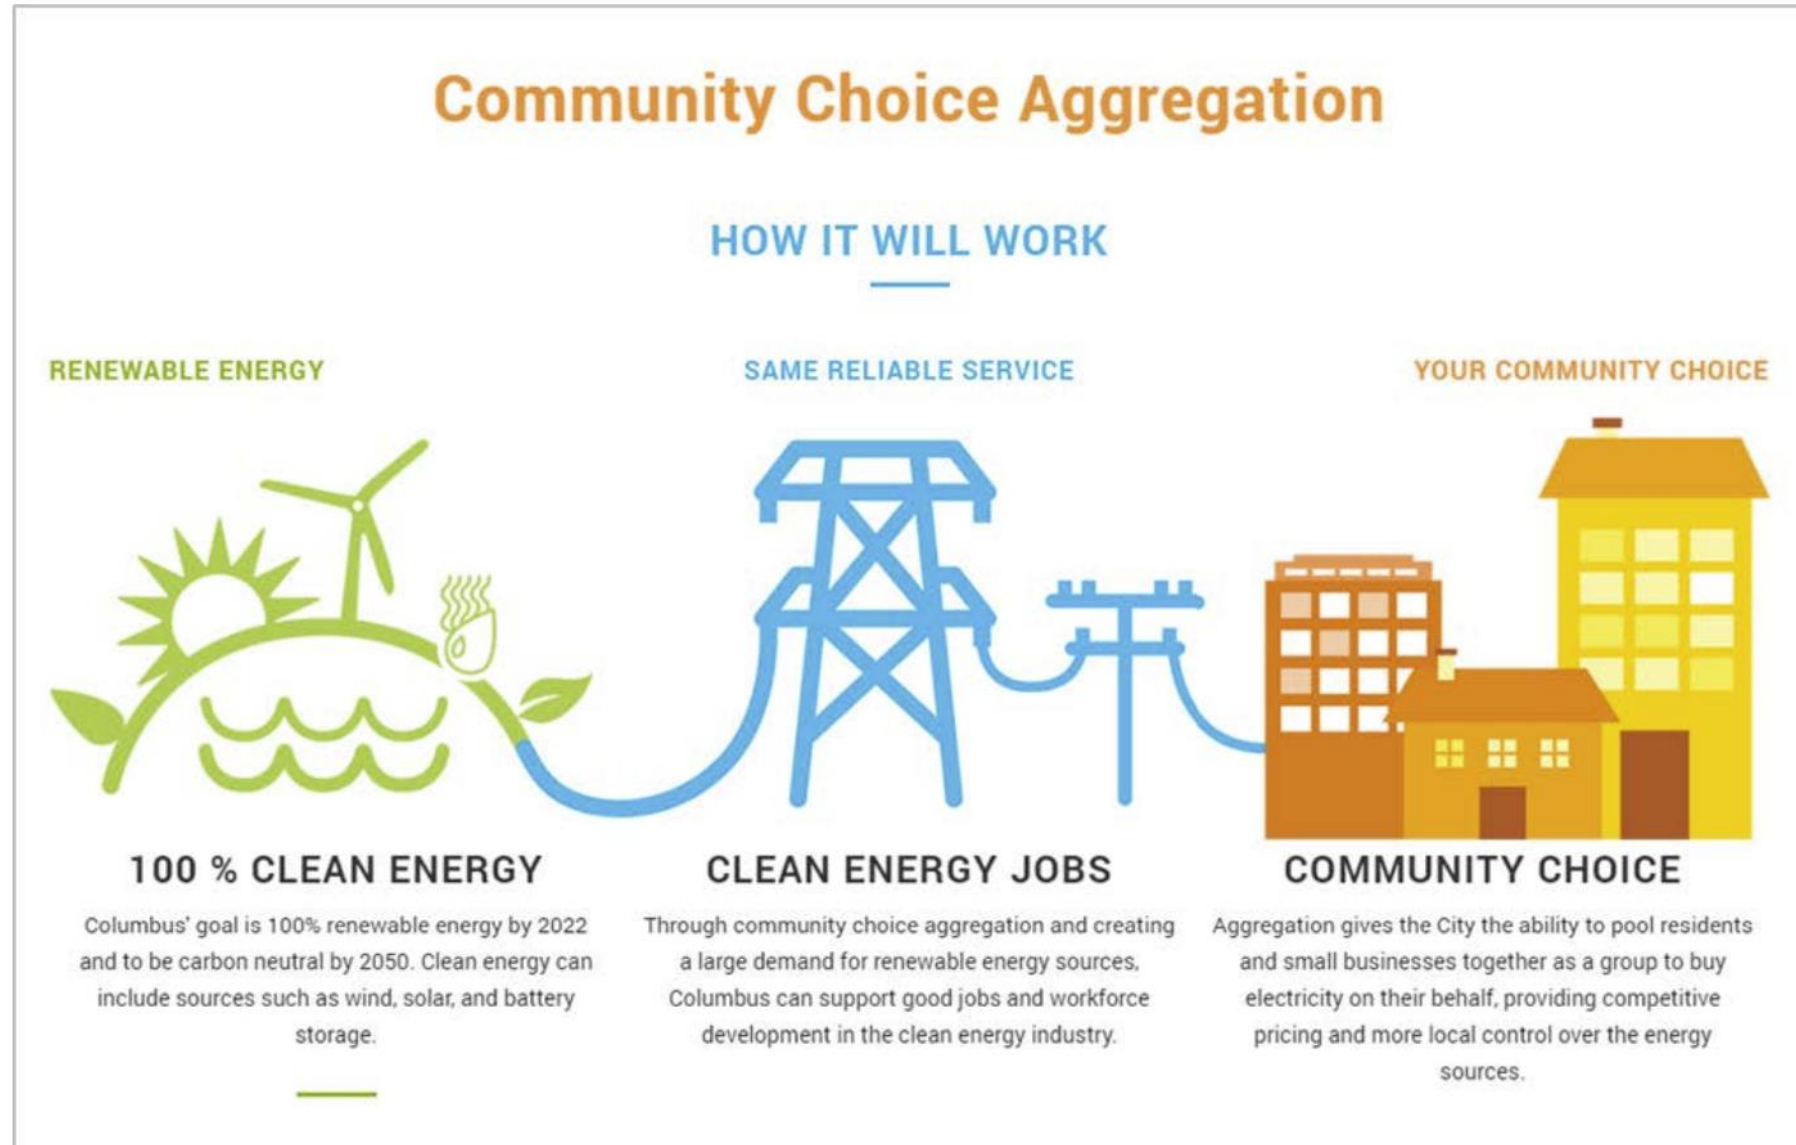 Community Choice Aggregation
HOW IT WILL WORK
RENEWABLE ENERGY
SAME RELIABLE SERVICE
YOUR COMMUNITY CHOICE
100 % CLEAN ENERGY
Columbus' goal is 100% renewable energy by 2022
and to be carbon neutral by 2050. Clean energy can
include sources such as wind, solar, and battery
storage.
CLEAN ENERGY JOBS
Through community choice aggregation and creating
a large demand for renewable energy sources,
Columbus can support good jobs and workforce
development in the clean energy industry.
COMMUNITY CHOICE
Aggregation gives the City the ability to pool residents
and small businesses together as a group to buy
electricity on their behalf, providing competitive
pricing and more local control over the energy
sources.